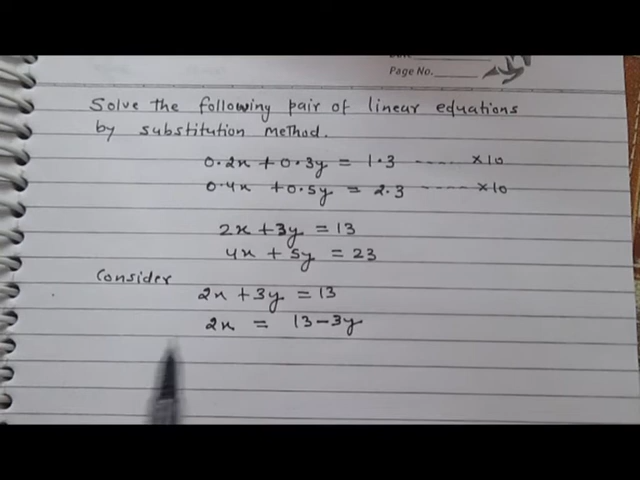 Page No.
Solve the following pair of linear equations
by substitution method.
0.2x + 0.3y = 1.3 ..... ×10
0.4x + 0.5y = 2.3 ..... ×10
2x + 3y = 13
4x + 5y = 23
Consider
2x + 3y = 13
2x = 13 - 3y